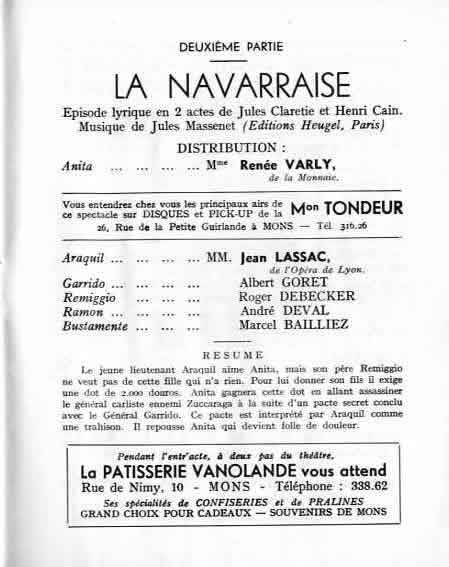 DEUXIÈME PARTIE
LA NAVARRAISE
Episode lyrique en 2 actes de Jules Claretie et Henri Cain.
Musique de Jules Massenet (Editions Heugel, Paris)
DISTRIBUTION :
Anita ... ... ... ... Mme Renée VARLY,
de la Monnaie.
Vous entendrez chez vous les principaux airs de
ce spectacle sur DISQUES et PICK-UP de la Mon TONDEUR
26, Rue de la Petite Guirlande à MONS — Tél. 316.26
Araquil ... ... ... ... MM. Jean LASSAC,
de l'Opéra de Lyon.
Garrido ... ... ... ... Albert GORET
Remiggio ... ... ... Roger DEBECKER
Ramon ... ... ... ... André DEVAL
Bustamente ... ... ... Marcel BAILLIEZ
RESUME
Le jeune lieutenant Araquil aime Anita, mais son père Remiggio
ne veut pas de cette fille qui n'a rien. Pour lui donner son fils il exige
une dot de 2.000 douros. Anita gagnera cette dot en allant assassiner
le général carliste ennemi Zuccaraga à la suite d'un pacte secret conclu
avec le Général Garrido. Ce pacte est interprété par Araquil comme
une trahison. Il repousse Anita qui devient folle de douleur.
Pendant l'entr'acte, à deux pas du théâtre,
La PATISSERIE VANOLANDE vous attend
Rue de Nimy, 10 - MONS - Téléphone : 338.62
Ses spécialités de CONFISERIES et de PRALINES
GRAND CHOIX POUR CADEAUX — SOUVENIRS DE MONS